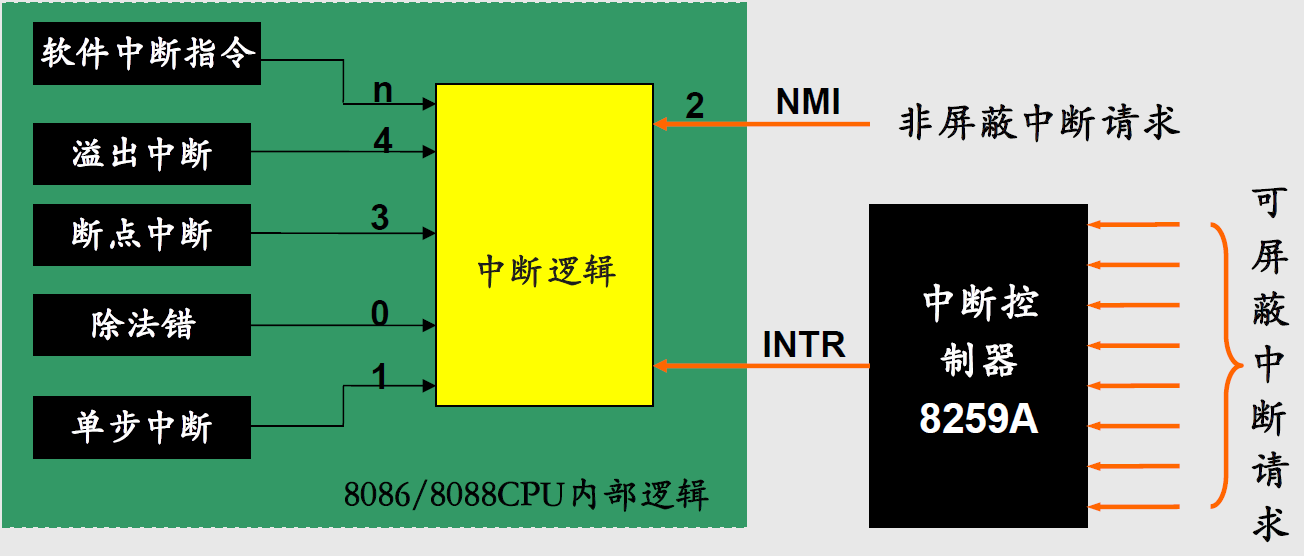 软件中断指令
n
溢出中断
4
断点中断
3
除法错
0
单步中断
1
中断逻辑
8086/8088CPU内部逻辑
2
NMI
非屏蔽中断请求
INTR
中断控
制器
8259A
可屏蔽中断请求